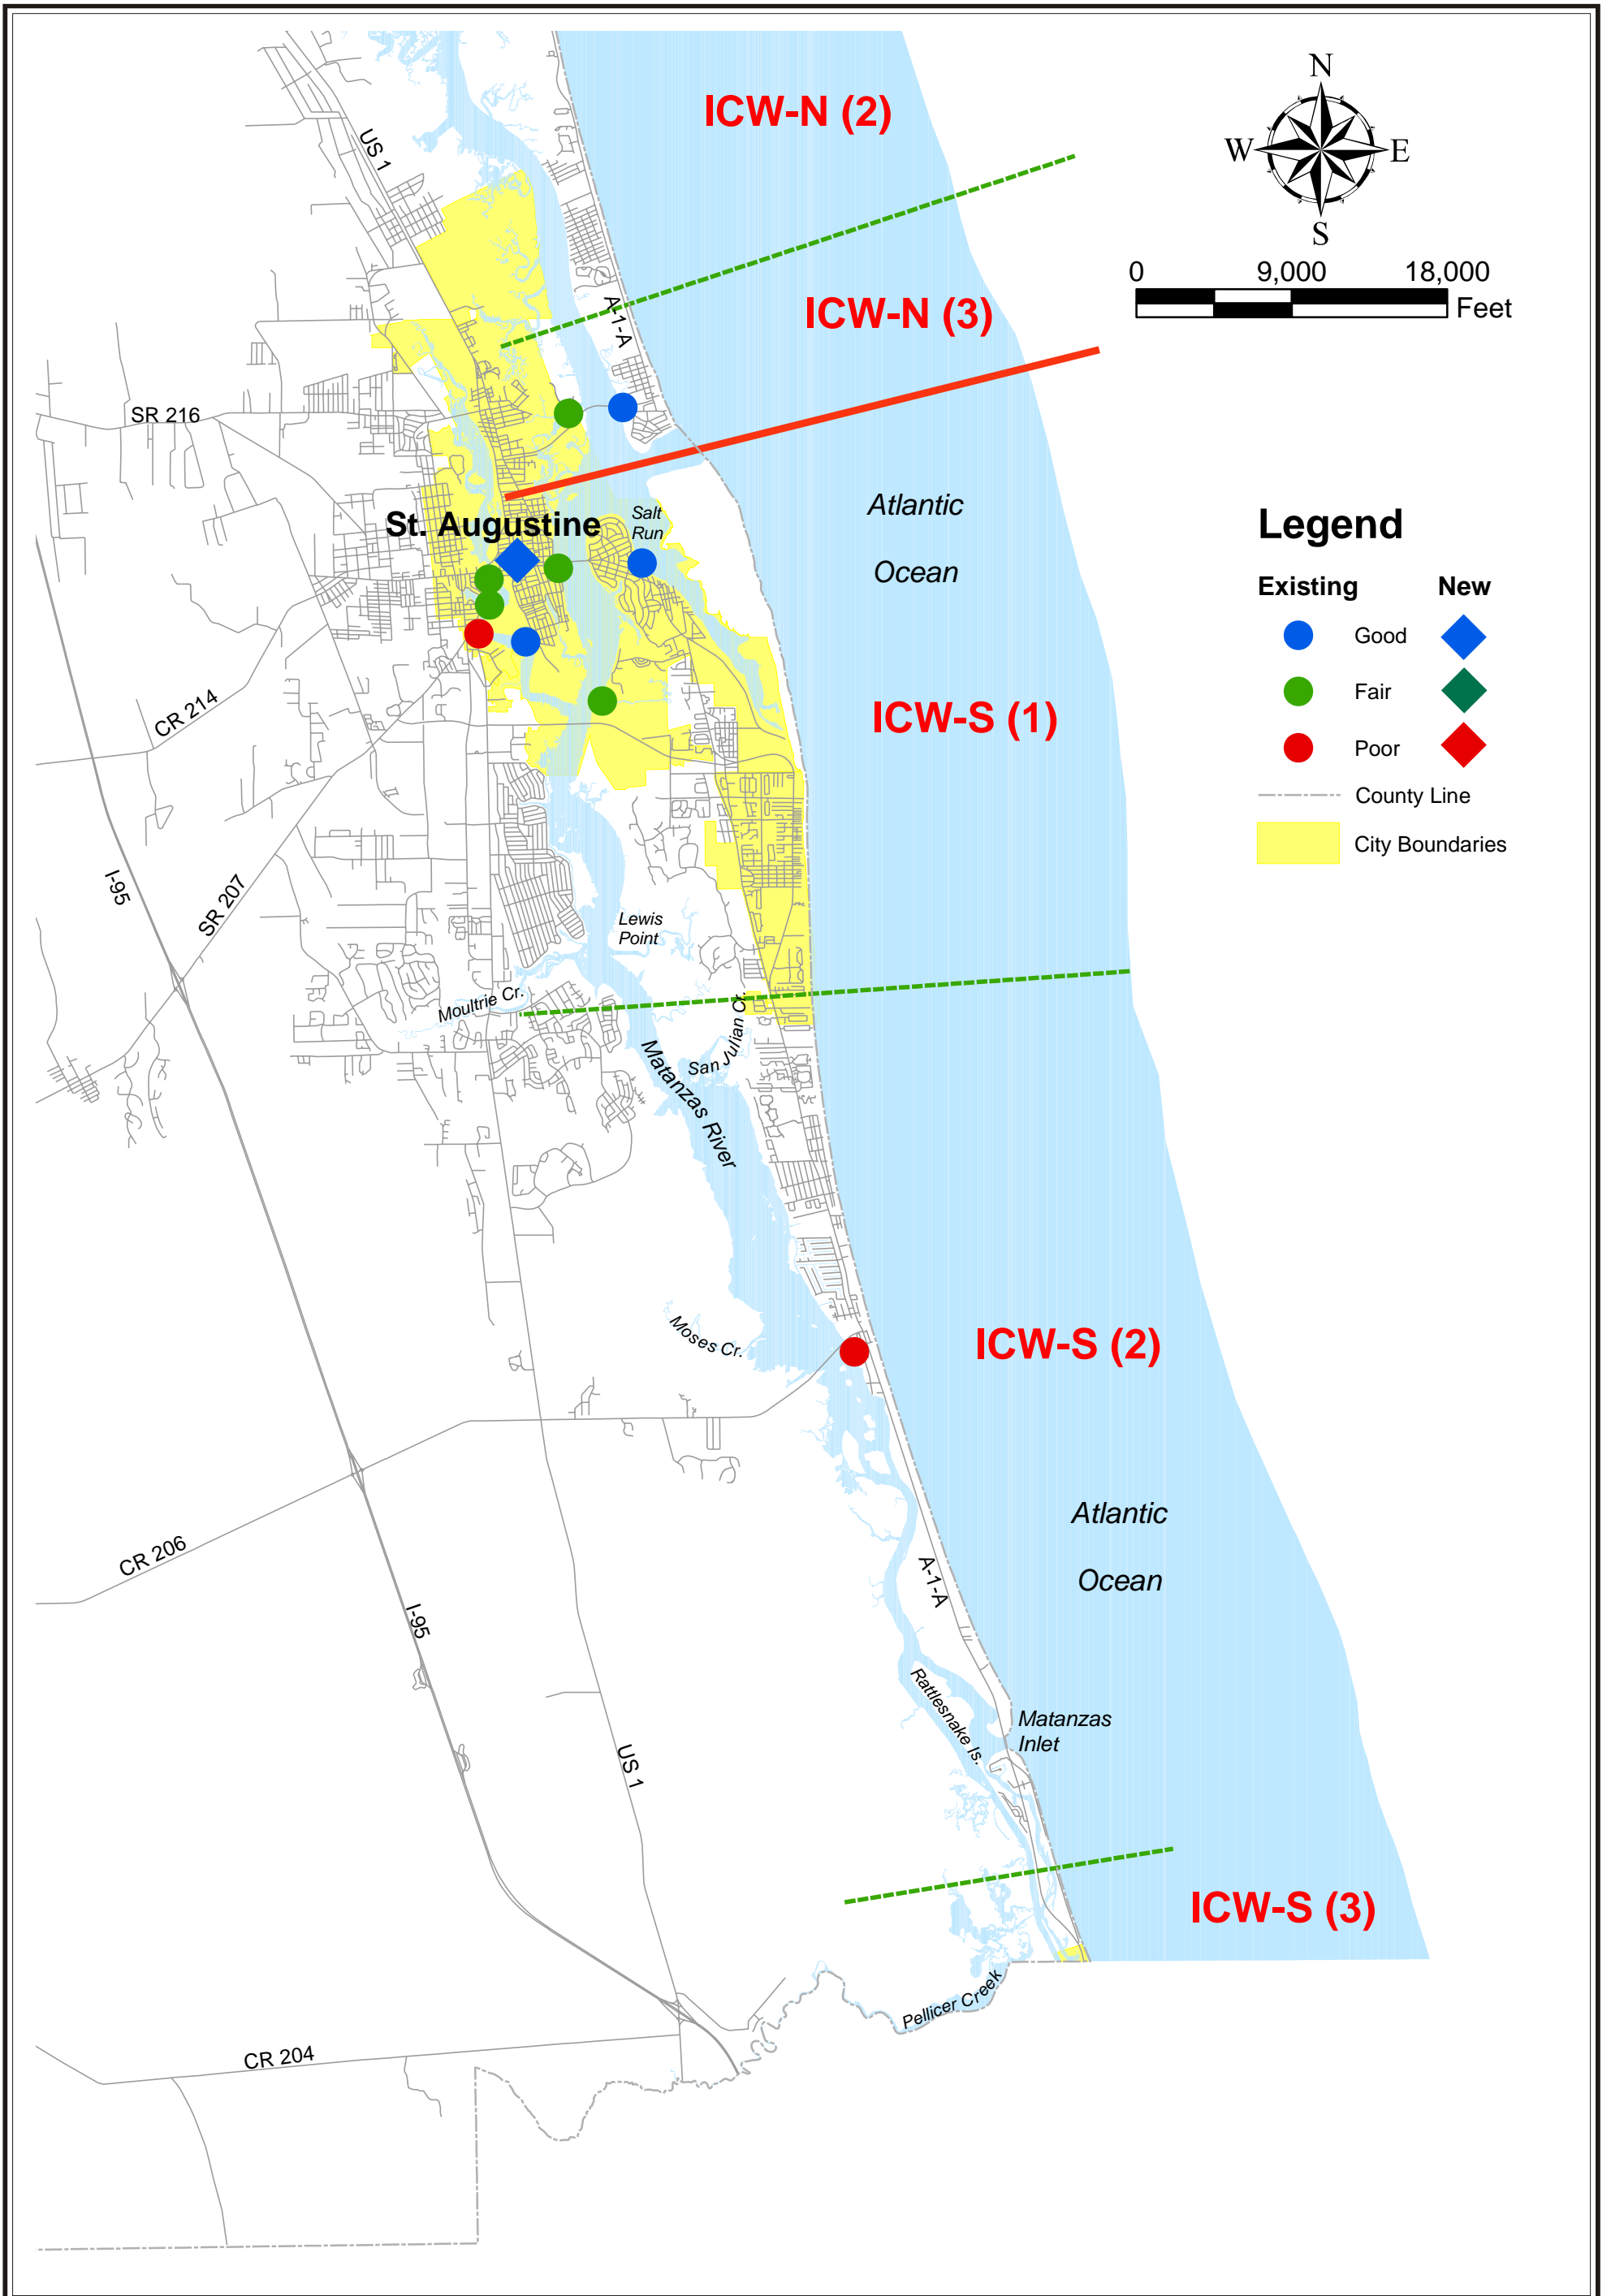 ICW-N (2)
N
W
E
S
US 1
0 9,000 18,000
Feet
A-1-A
ICW-N (3)
SR 216
Atlantic
Ocean
St. Augustine
Salt
Run
Legend
Existing New
Good
Fair
Poor
County Line
City Boundaries
CR 214
ICW-S (1)
I-95
SR 207
Lewis
Point
Moultrie Cr.
San Julian Cr.
Matanzas River
Moses Cr.
ICW-S (2)
Atlantic
Ocean
CR 206
A-1-A
I-95
Rattlesnake Is.
Matanzas
Inlet
US 1
ICW-S (3)
Pellicer Creek
CR 204